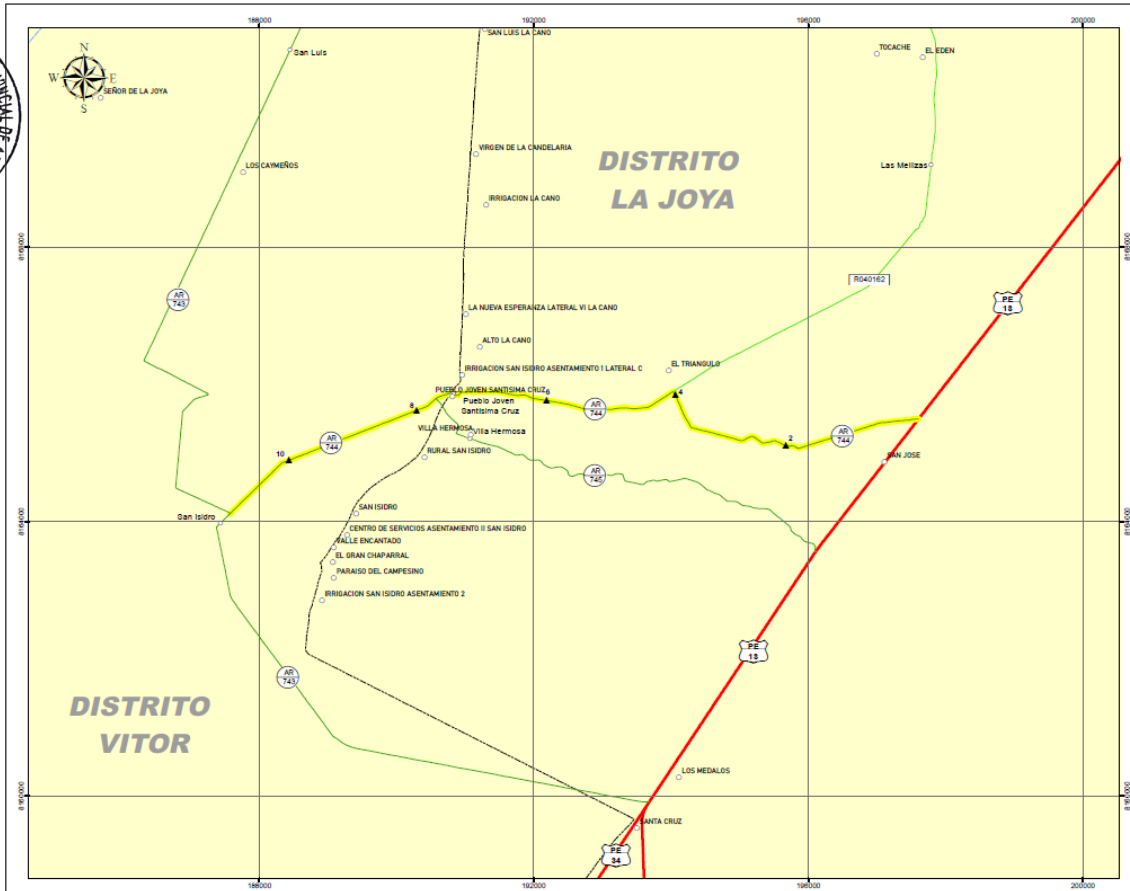 188000
192000
196000
200000
SAN LUIS LA CANO
San Luis
TOCACHE
EL EDEN
N
W
E
S
SEÑOR DE LA JOYA
VIRGEN DE LA CANDELARIA
DISTRITO
LA JOYA
LOS CAYMEÑOS
Las Mellizas
IRRIGACION LA CANO
8168000
8168000
R040162
AR
743
PE
1S
LA NUEVA ESPERANZA LATERAL VI LA CANO
ALTO LA CANO
IRRIGACION SAN ISIDRO ASENTAMIENTO I LATERAL C
EL TRIANGULO
PUEBLO JOVEN SANTISIMA CRUZ
Pueblo Joven
Santisima Cruz
8
6
4
AR
744
VILLA HERMOSA
Villa Hermosa
AR
744
2
AR
744
10
RURAL SAN ISIDRO
SAN JOSE
AR
745
San Isidro
SAN ISIDRO
8164000
8164000
CENTRO DE SERVICIOS ASENTAMIENTO II SAN ISIDRO
VALLE ENCANTADO
EL GRAN CHAPARRAL
PARAISO DEL CAMPESINO
IRRIGACION SAN ISIDRO ASENTAMIENTO 2
PE
1S
AR
743
DISTRITO
VITOR
LOS MEDALOS
8160000
8160000
SANTA CRUZ
PE
34
188000
192000
196000
200000